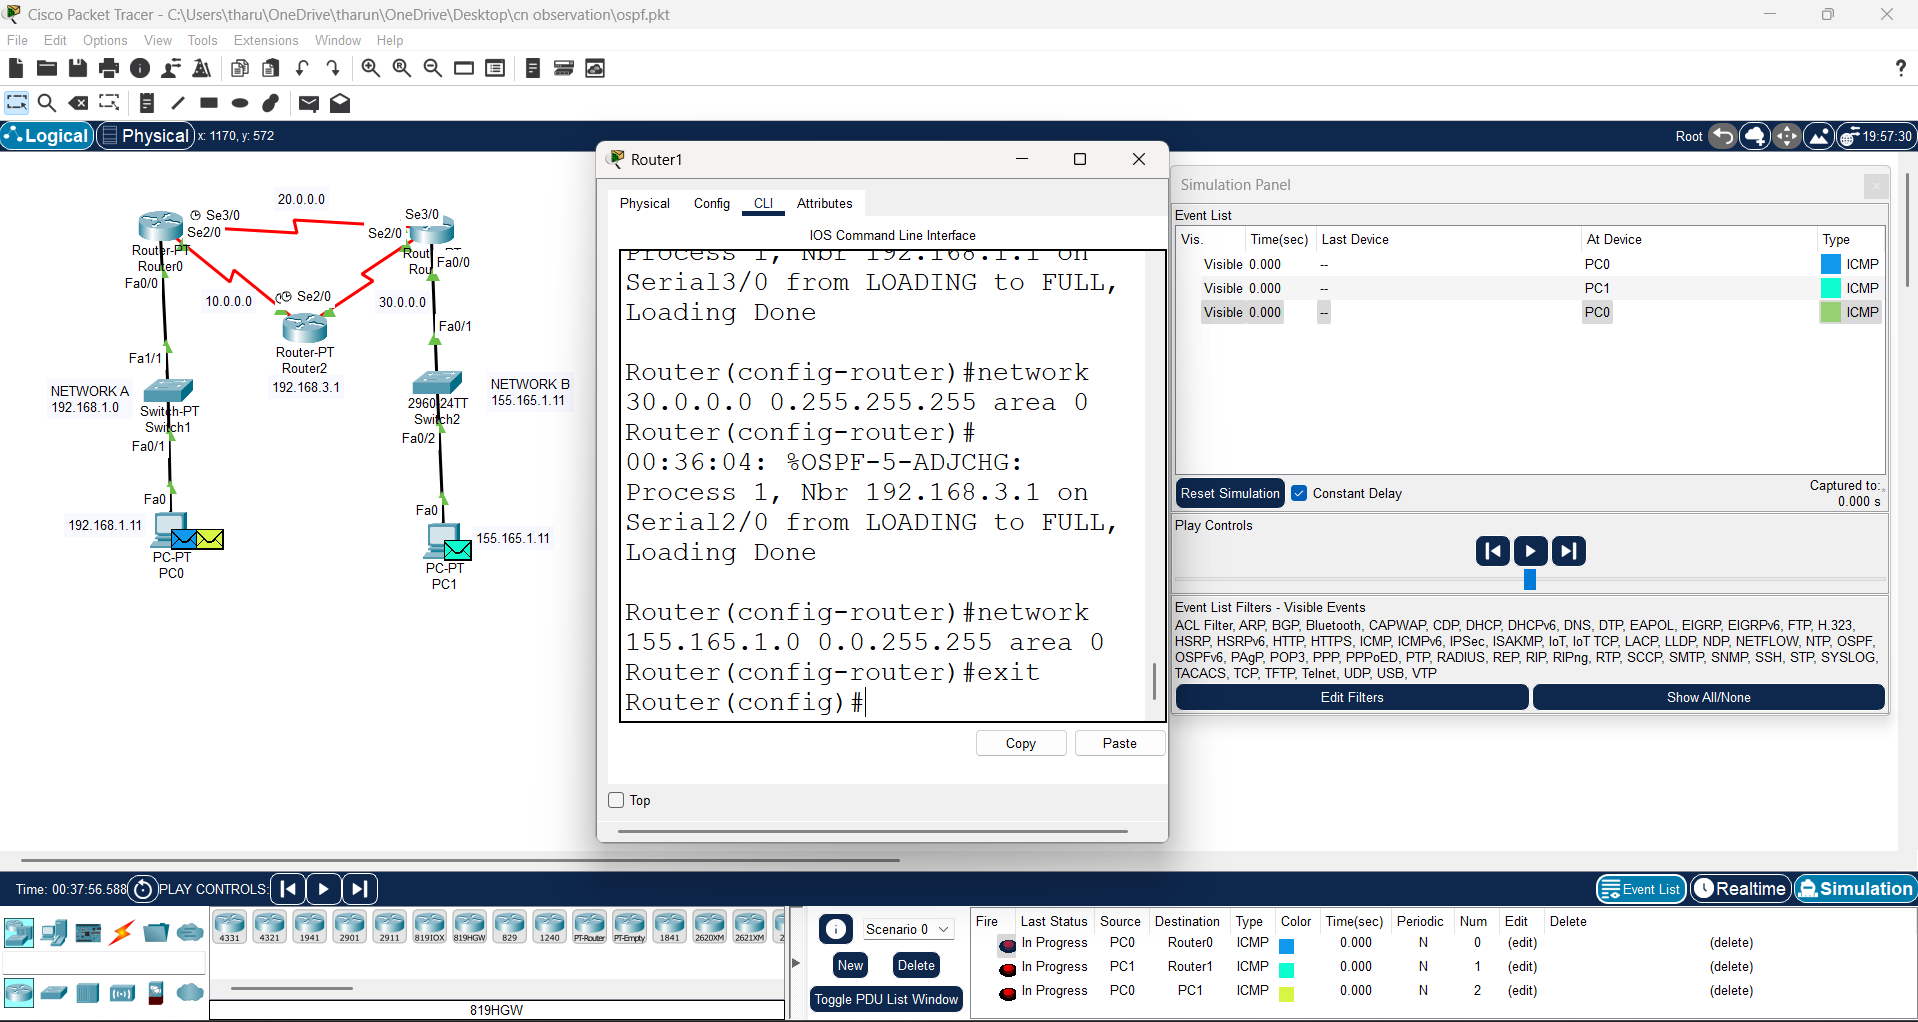 Cisco Packet Tracer - C:\Users\tharu\OneDrive\tharun\OneDrive\Desktop\cn observation\ospf.pkt
File Edit Options View Tools Extensions Window Help
?
Logical Physical x: 1170, y: 572 Root 19:57:30
20.0.0.0
Se3/0
Se2/0
Router-PT
Router0
Fa0/0
Se3/0
Se2/0
Rout
Rou
Fa0/0
10.0.0.0
Se2/0
30.0.0.0
Router-PT
Router2
192.168.3.1
Fa0/1
Fa1/1
NETWORK A
192.168.1.0
Switch-PT
Switch1
Fa0/1
2960-24TT
Switch2
Fa0/2
NETWORK B
155.165.1.11
Fa0
192.168.1.11
PC-PT
PC0
Fa0
155.165.1.11
PC-PT
PC1
Router1
Physical Config CLI Attributes
IOS Command Line Interface
Process 1, Nbr 192.168.1.1 on
Serial3/0 from LOADING to FULL,
Loading Done
Router(config-router)#network
30.0.0.0 0.255.255.255 area 0
Router(config-router)#
00:36:04: %OSPF-5-ADJCHG:
Process 1, Nbr 192.168.3.1 on
Serial2/0 from LOADING to FULL,
Loading Done
Router(config-router)#network
155.165.1.0 0.0.255.255 area 0
Router(config-router)#exit
Router(config)#
Copy Paste
Top
Simulation Panel
Event List
Vis. Time(sec) Last Device At Device Type
Visible 0.000 -- PC0 ICMP
Visible 0.000 -- PC1 ICMP
Visible 0.000 -- PC0 ICMP
Reset Simulation Constant Delay Captured to:
0.000 s
Play Controls
Event List Filters - Visible Events
ACL Filter, ARP, BGP, Bluetooth, CAPWAP, CDP, DHCP, DHCPv6, DNS, DTP, EAPOL, EIGRP, EIGRPv6, FTP, H.323,
HSRP, HSRPv6, HTTP, HTTPS, ICMP, ICMPv6, IPSec, ISAKMP, IoT, IoT TCP, LACP, LLDP, NDP, NETFLOW, NTP, OSPF,
OSPFv6, PAgP, POP3, PPP, PPPoED, PTP, RADIUS, REP, RIP, RIPng, RTP, SCCP, SMTP, SNMP, SSH, STP, SYSLOG,
TACACS, TCP, TFTP, Telnet, UDP, USB, VTP
Edit Filters Show All/None
Time: 00:37:56.588 PLAY CONTROLS: Event List Realtime Simulation
4331 4321 1941 2901 2911 819IOX 819HGW 829 1240 PT-Router PT-Empty 1841 2620XM 2621XM 2
819HGW
Scenario 0
New Delete
Toggle PDU List Window
Fire Last Status Source Destination Type Color Time(sec) Periodic Num Edit Delete
In Progress PC0 Router0 ICMP 0.000 N 0 (edit) (delete)
In Progress PC1 Router1 ICMP 0.000 N 1 (edit) (delete)
In Progress PC0 PC1 ICMP 0.000 N 2 (edit) (delete)